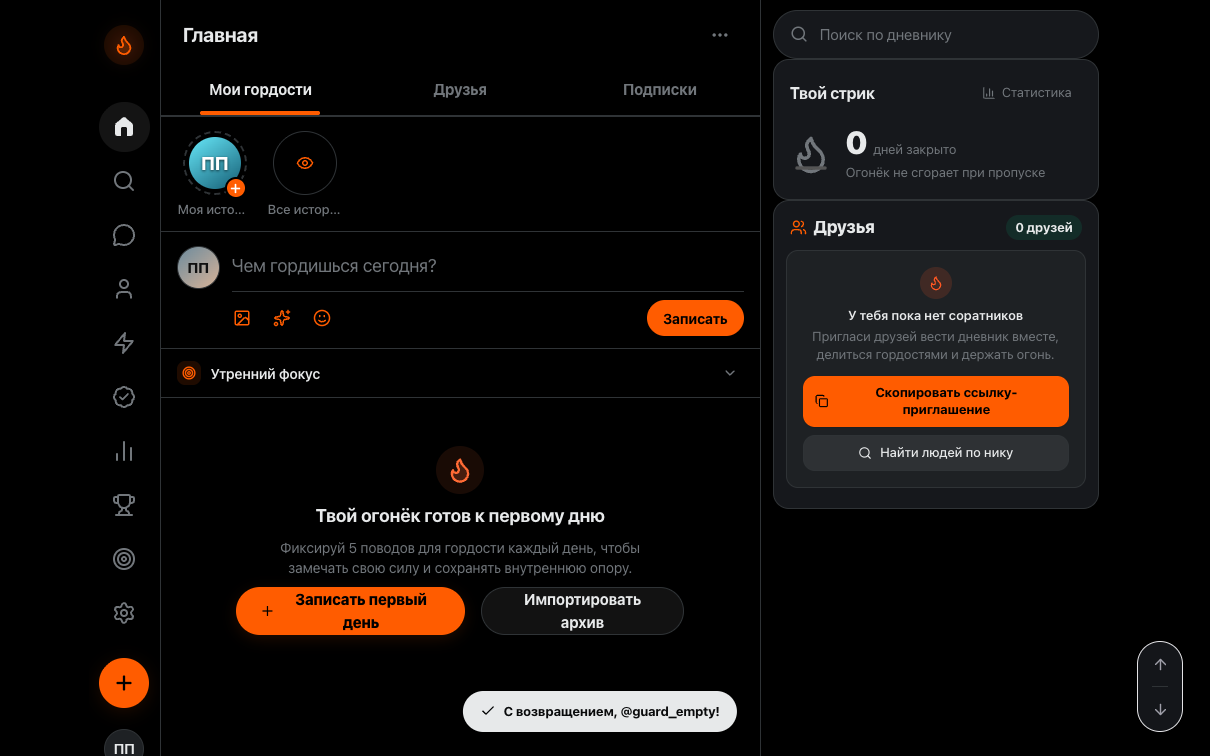 Главная
Мои гордости
Друзья
Подписки
ПП
Моя исто...
Все истор...
ПП
Чем гордишься сегодня?
Записать
Утренний фокус
Твой огонёк готов к первому дню
Фиксируй 5 поводов для гордости каждый день, чтобы
замечать свою силу и сохранять внутреннюю опору.
Записать первый
день
Импортировать
архив
С возвращением, @guard_empty!
ПП
Поиск по дневнику
Твой стрик
Статистика
0 дней закрыто
Огонёк не сгорает при пропуске
Друзья
0 друзей
У тебя пока нет соратников
Пригласи друзей вести дневник вместе,
делиться гордостями и держать огонь.
Скопировать ссылку-
приглашение
Найти людей по нику